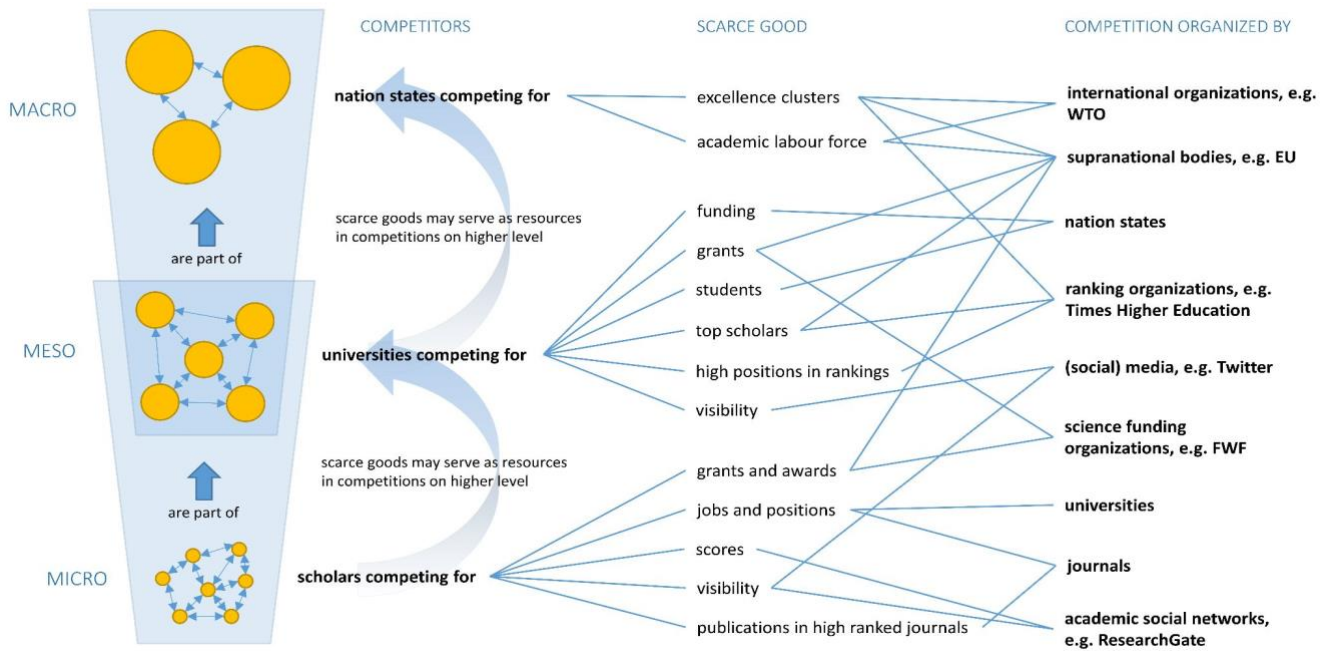 COMPETITORS
SCARCE GOOD
COMPETITION ORGANIZED BY
MACRO
nation states competing for
excellence clusters
academic labour force
international organizations, e.g.
WTO
supranational bodies, e.g. EU
scarce goods may serve as resources
in competitions on higher level
are part of
funding
grants
students
top scholars
high positions in rankings
visibility
nation states
ranking organizations, e.g.
Times Higher Education
MESO
universities competing for
(social) media, e.g. Twitter
science funding
organizations, e.g. FWF
scarce goods may serve as resources
in competitions on higher level
are part of
grants and awards
jobs and positions
scores
visibility
publications in high ranked journals
universities
journals
academic social networks,
e.g. ResearchGate
MICRO
scholars competing for